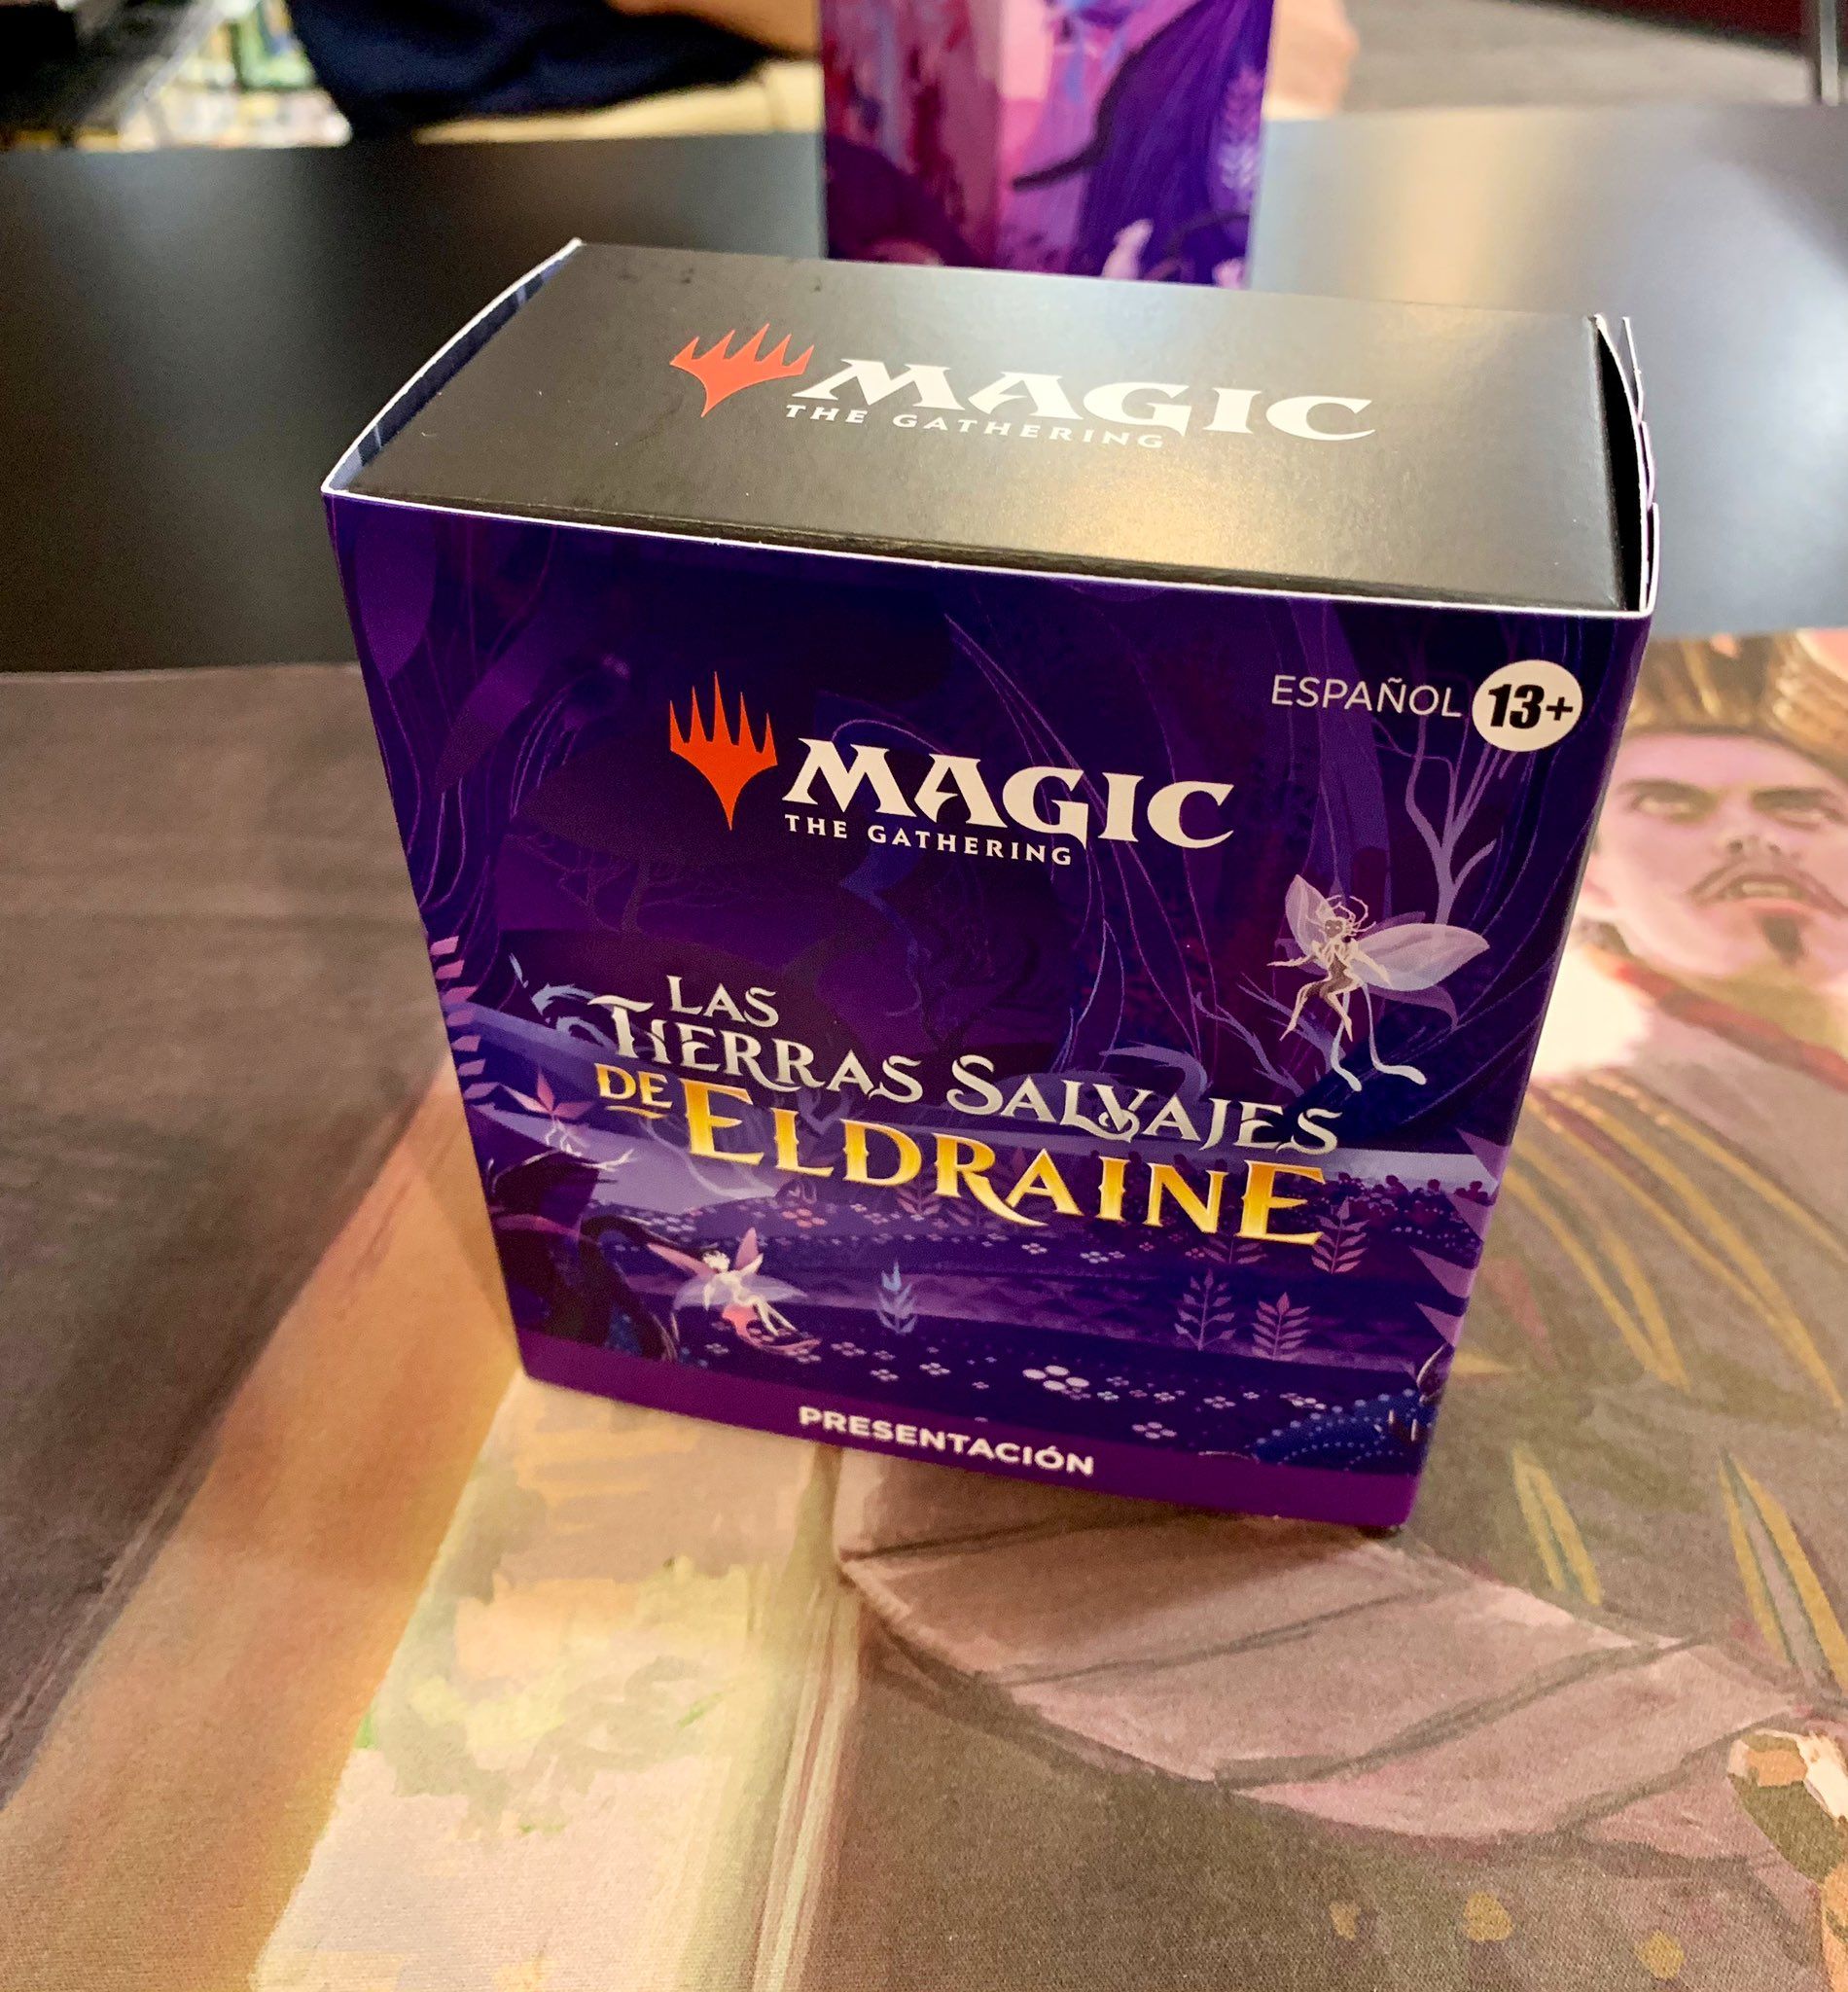 MAGIC
THE GATHERING
ESPAÑOL 13+
MAGIC
THE GATHERING
LAS
TIERRAS SALVAJES
DE ELDRAINE
PRESENTACIÓN